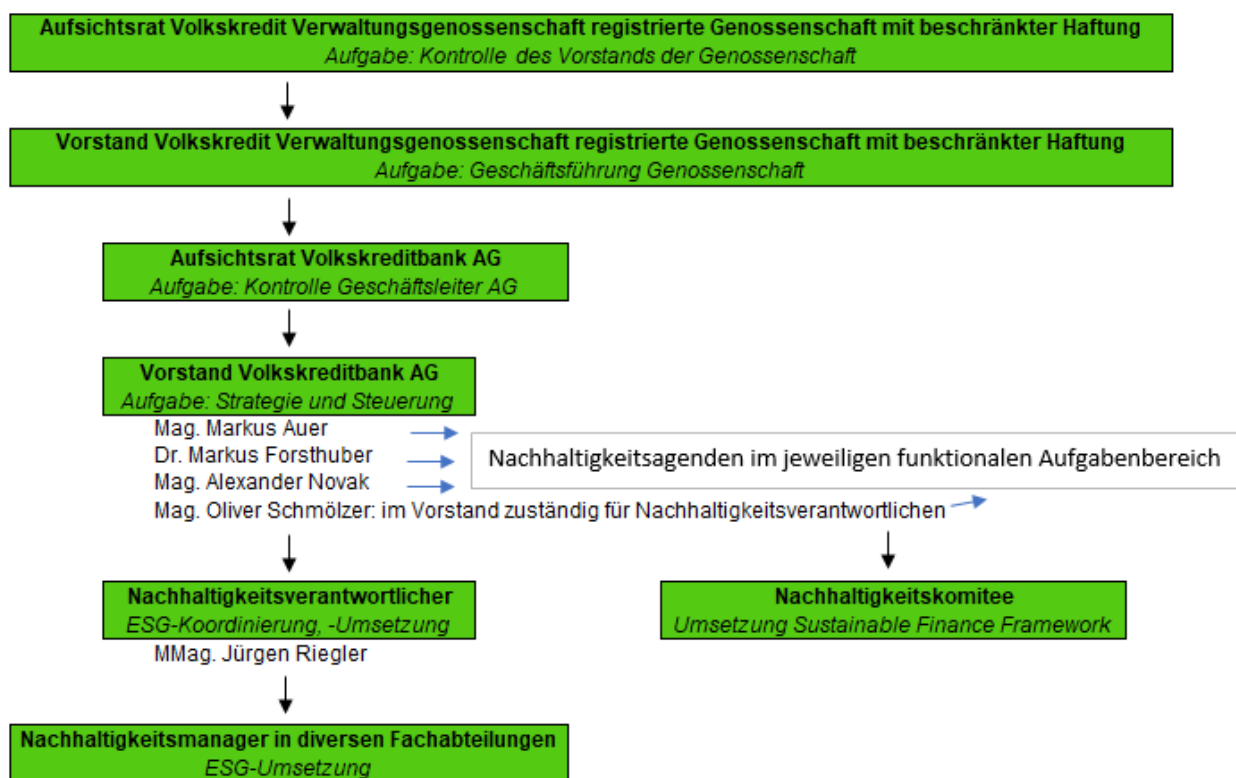 Aufsichtsrat Volkskredit Verwaltungsgenossenschaft registrierte Genossenschaft mit beschränkter Haftung
Aufgabe: Kontrolle des Vorstands der Genossenschaft
Vorstand Volkskredit Verwaltungsgenossenschaft registrierte Genossenschaft mit beschränkter Haftung
Aufgabe: Geschäftsführung Genossenschaft
Aufsichtsrat Volkskreditbank AG
Aufgabe: Kontrolle Geschäftsleiter AG
Vorstand Volkskreditbank AG
Aufgabe: Strategie und Steuerung
Mag. Markus Auer
Dr. Markus Forsthuber
Mag. Alexander Novak
Nachhaltigkeitsagenden im jeweiligen funktionalen Aufgabenbereich
Mag. Oliver Schmölzer: im Vorstand zuständig für Nachhaltigkeitsverantwortlichen
Nachhaltigkeitsverantwortlicher
ESG-Koordinierung, -Umsetzung
MMag. Jürgen Riegler
Nachhaltigkeitskomitee
Umsetzung Sustainable Finance Framework
Nachhaltigkeitsmanager in diversen Fachabteilungen
ESG-Umsetzung